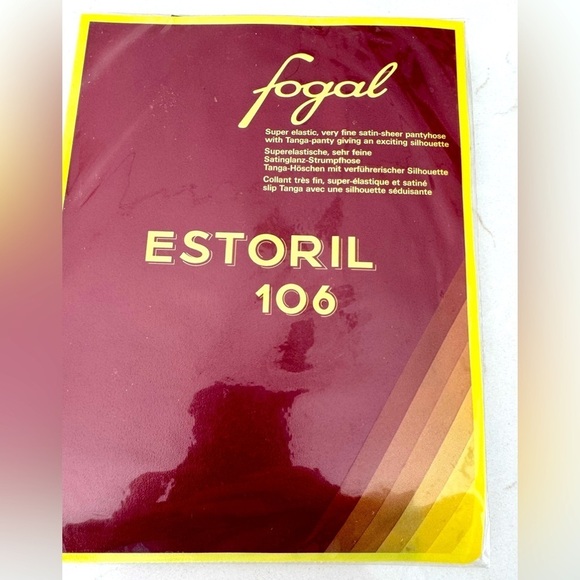 fogal
Super elastic, very fine satin-sheer pantyhose
with Tanga-panty giving an exciting silhouette
Superelastische, sehr feine
Satinglanz-Strumpfhose
Tanga-Höschen mit verführerischer Silhouette
Collant très fin, super-élastique et satiné
slip Tanga avec une silhouette séduisante
ESTORIL
106